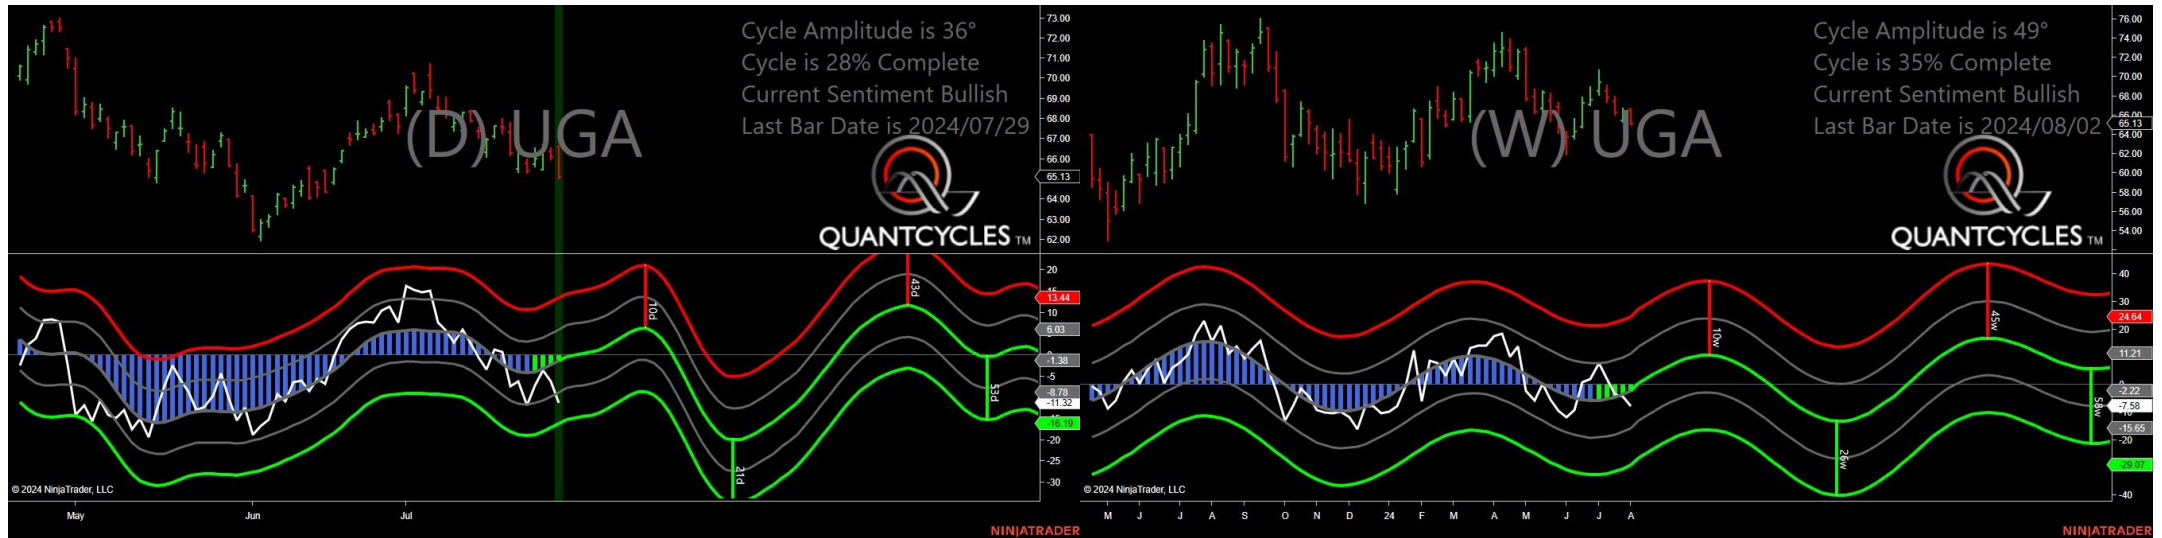 Cycle Amplitude is 36°
Cycle is 28% Complete
Current Sentiment Bullish
Last Bar Date is 2024/07/29
(D) UGA
QUANTCYCLES TM
73.00
72.00
71.00
70.00
69.00
68.00
67.00
66.00
65.13
64.00
63.00
62.00
20
15
13.44
10
6.03
0
-1.38
-5
-8.78
-11.32
-15
-16.19
-20
-25
-30
10d
21d
43d
53d
© 2024 NinjaTrader, LLC
May Jun Jul
NINJATRADER
Cycle Amplitude is 49°
Cycle is 35% Complete
Current Sentiment Bullish
Last Bar Date is 2024/08/02
(W) UGA
QUANTCYCLES TM
76.00
74.00
72.00
70.00
68.00
66.00
65.13
64.00
62.00
60.00
58.00
56.00
54.00
40
30
24.64
20
11.21
0
-2.22
-7.58
-10
-15.65
-20
-29.07
-40
10w
26w
45w
58w
© 2024 NinjaTrader, LLC
M J J A S O N D 24 F M A M J J A
NINJATRADER